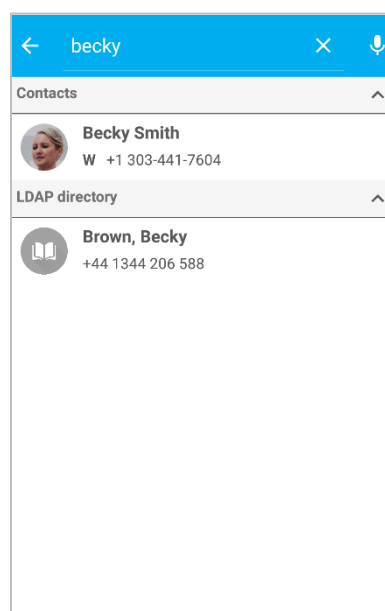 becky
Contacts
Becky Smith
W +1 303-441-7604
LDAP directory
Brown, Becky
+44 1344 206 588